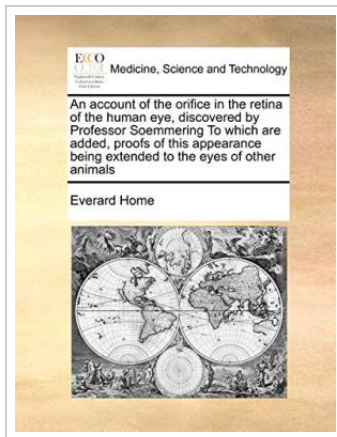 ECCO
Medicine, Science and Technology
An account of the orifice in the retina
of the human eye, discovered by
Professor Soemmering To which are
added, proofs of this appearance
being extended to the eyes of other
animals
Everard Home